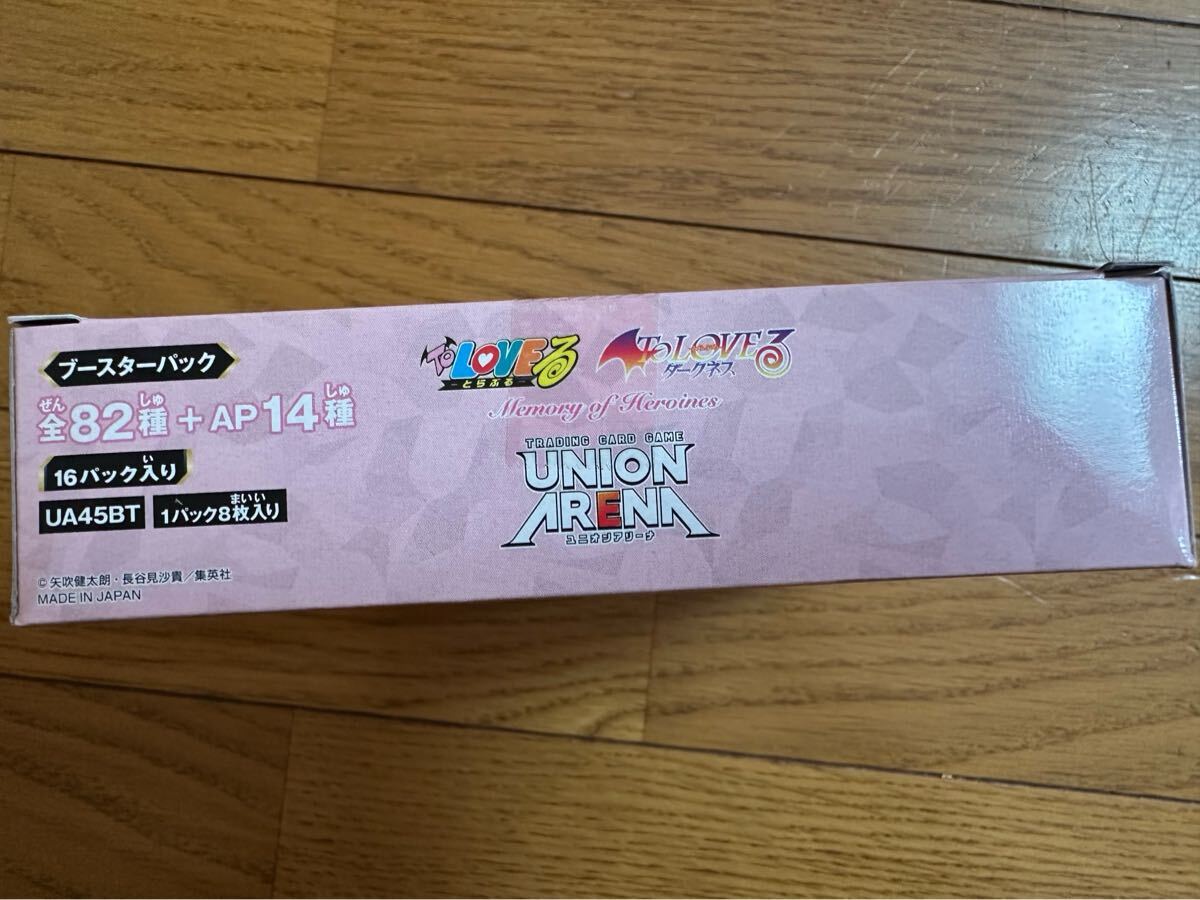 ブースターパック
全82種+AP14種
ぜん しゅ しゅ
16パック入り
い
UA45BT
1パック8枚入り
まいい
©矢吹健太朗・長谷見沙貴/集英社
MADE IN JAPAN
To LOVEる
とらぶる
To LOVEる
ダークネス
Memory of Heroines
TRADING CARD GAME
UNION
ARENA
ユニオンアリーナ